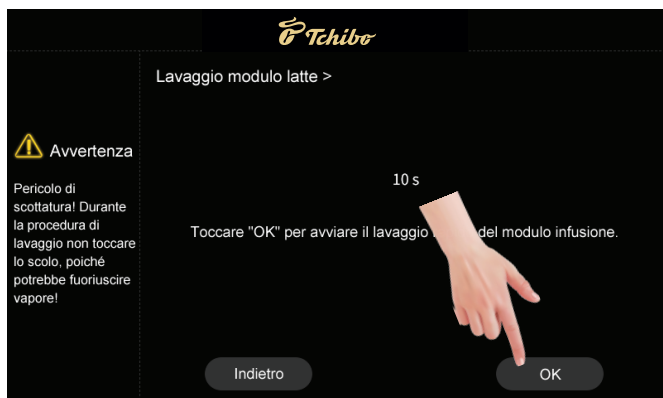 Tchibo
Lavaggio modulo latte >
Avvertenza
Pericolo di
scottatura! Durante
la procedura di
lavaggio non toccare
lo scolo, poiché
potrebbe fuoriuscire
vapore!
10 s
Toccare "OK" per avviare il lavaggio del modulo infusione.
Indietro
OK